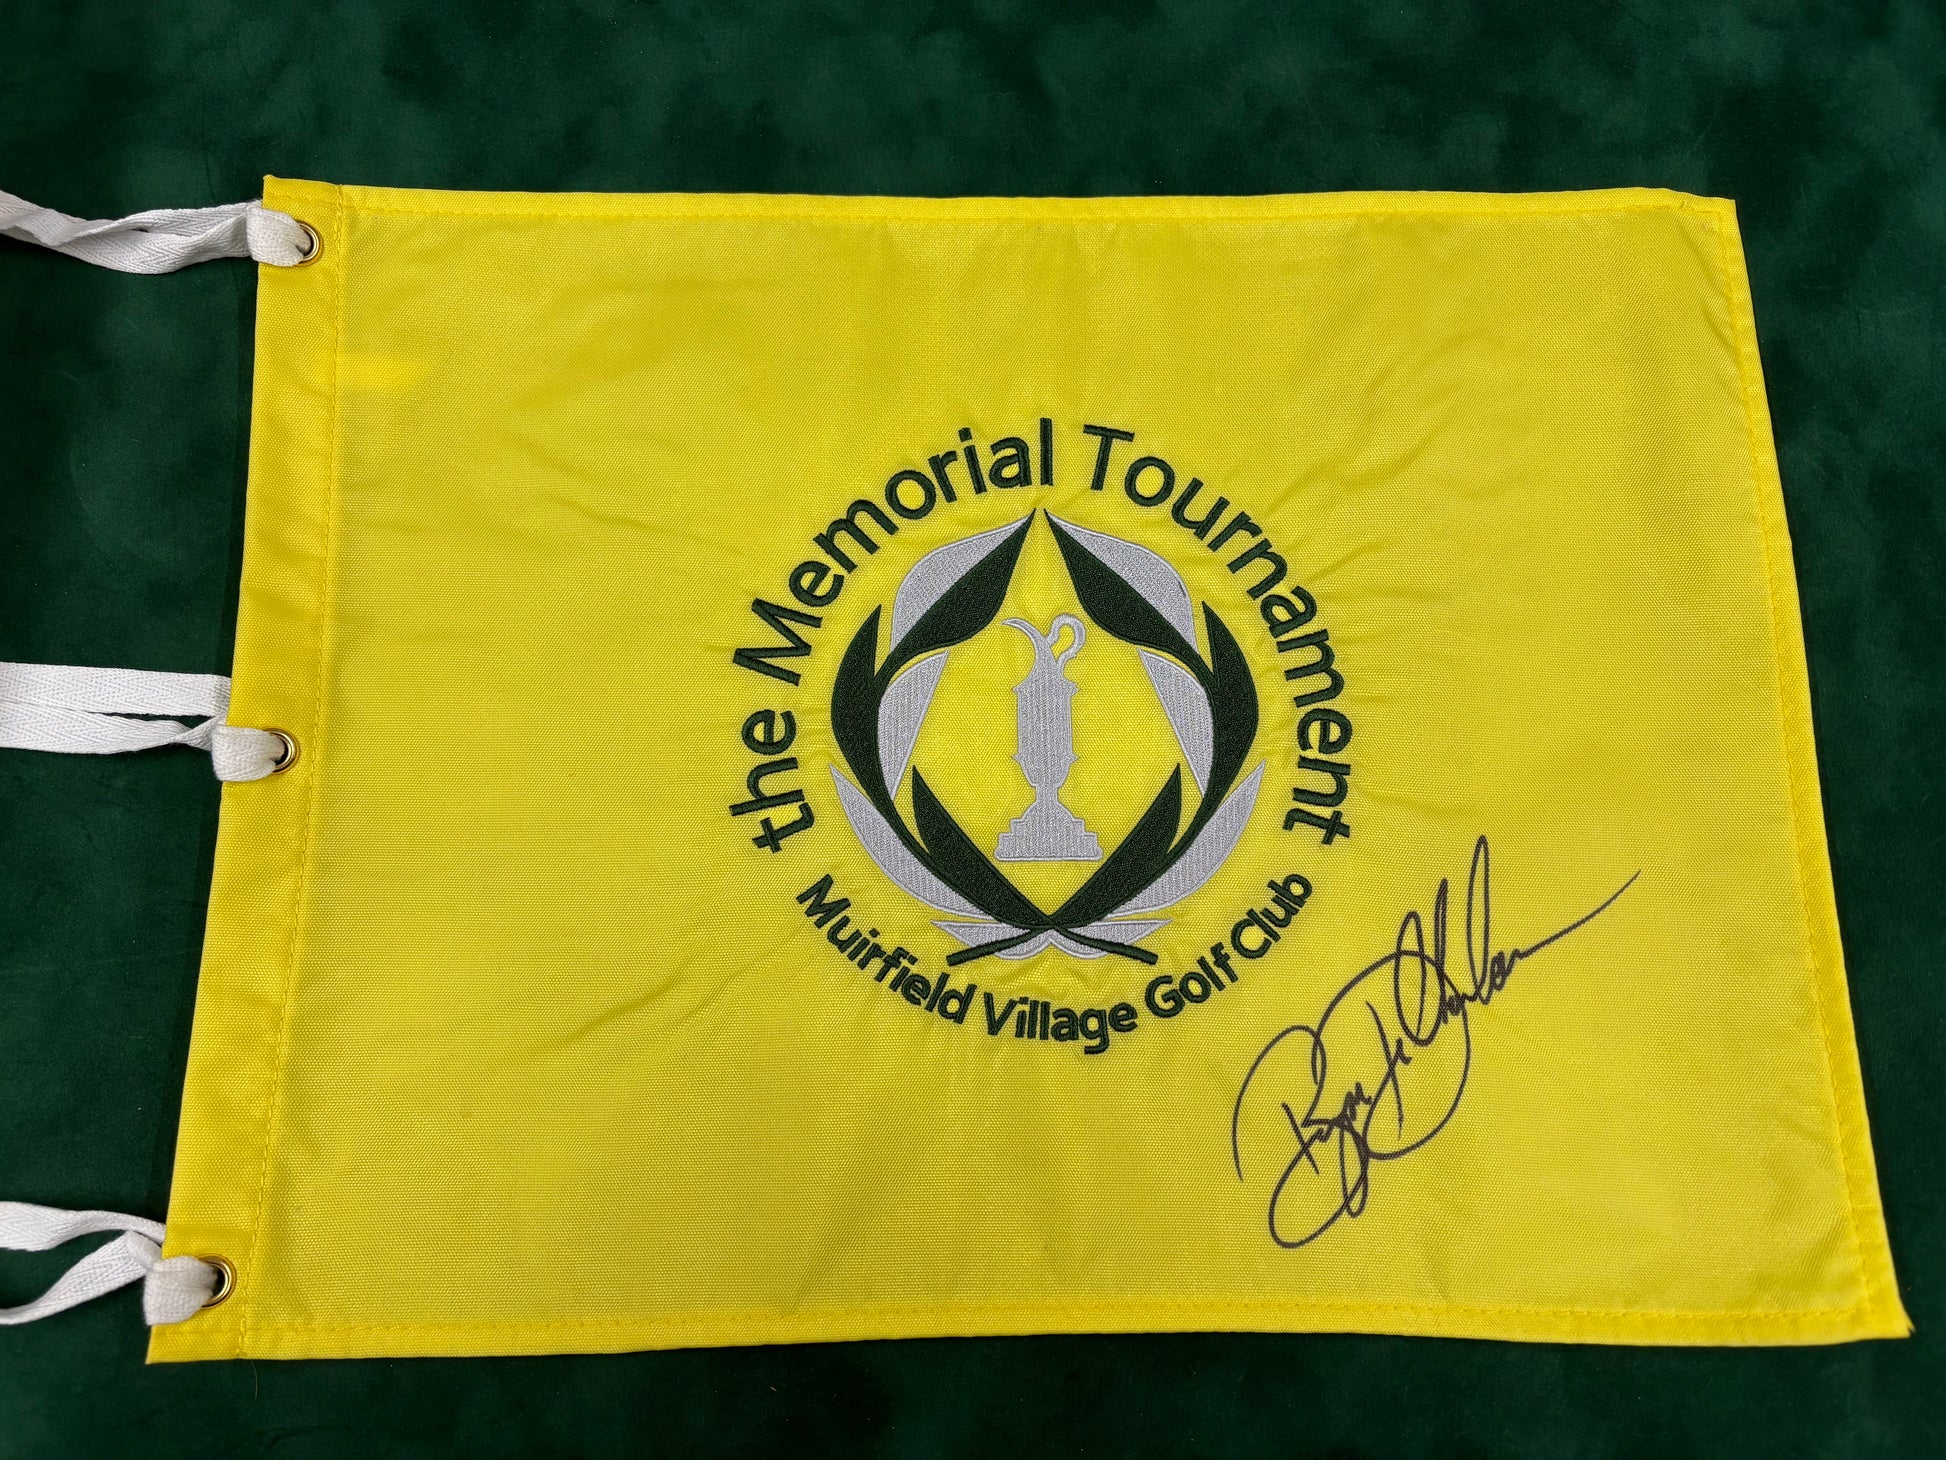 the Memorial Tournament
Muirfield Village Golf Club